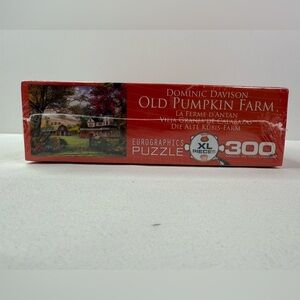 DOMINIC DAVISON
OLD PUMPKIN FARM
LA FERME D'ANTAN
VIEJA GRANJA DE CALABAZAS
DIE ALTE KÜRBIS-FARM
EUROGRAPHICS
PUZZLE
XL
PIECES
300